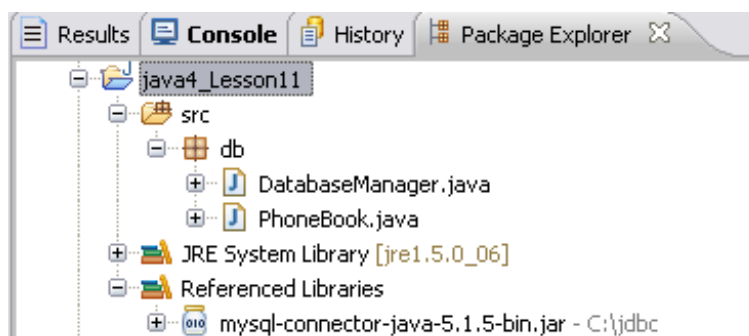 Results Console History Package Explorer
java4_Lesson11
src
db
DatabaseManager.java
PhoneBook.java
JRE System Library [jre1.5.0_06]
Referenced Libraries
mysql-connector-java-5.1.5-bin.jar - C:\jdbc